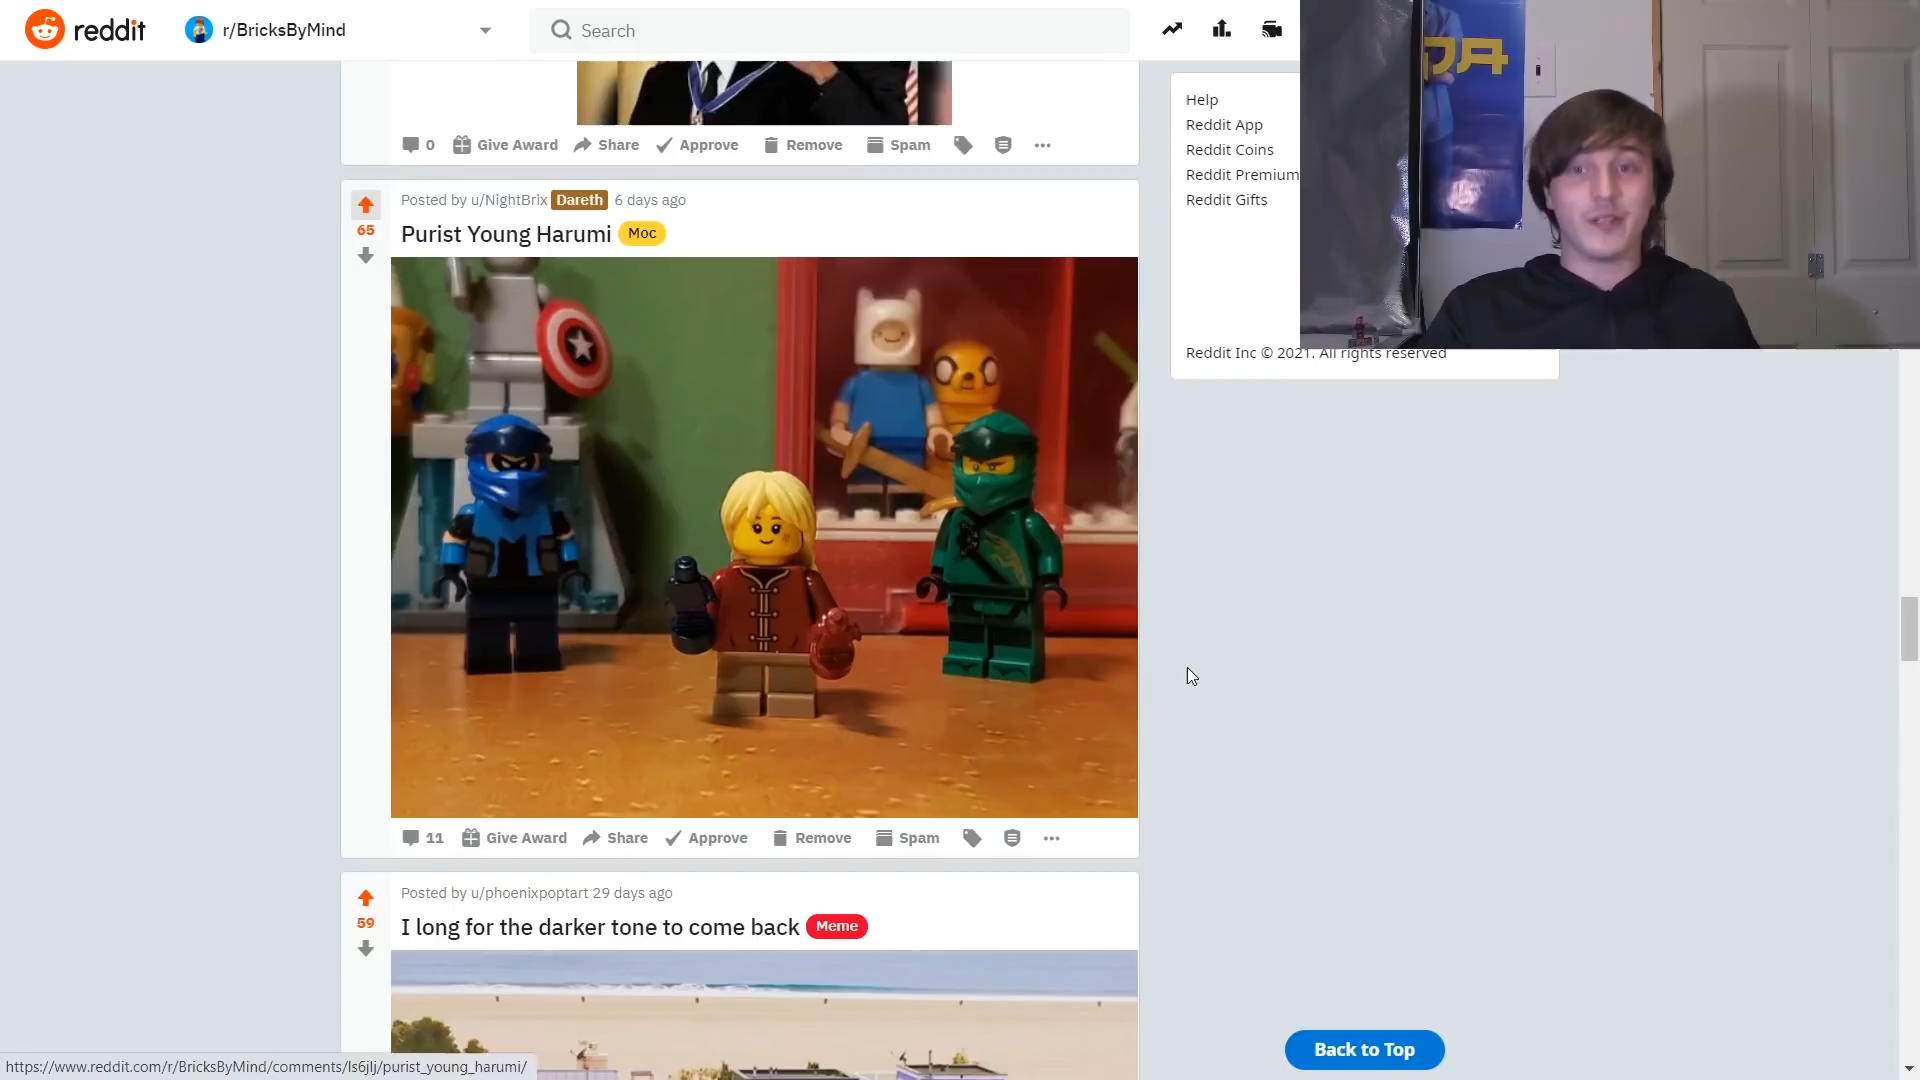 reddit
r/BricksByMind
Search
0 Give Award Share Approve Remove Spam
Help
Reddit App
Reddit Coins
Reddit Premium
Reddit Gifts
Reddit Inc © 2021. All rights reserved
Posted by u/NightBrix Dareth 6 days ago
65
Purist Young Harumi Moc
11 Give Award Share Approve Remove Spam
Posted by u/phoenixpoptart 29 days ago
59
I long for the darker tone to come back Meme
Back to Top
https://www.reddit.com/r/BricksByMind/comments/ls6jlj/purist_young_harumi/